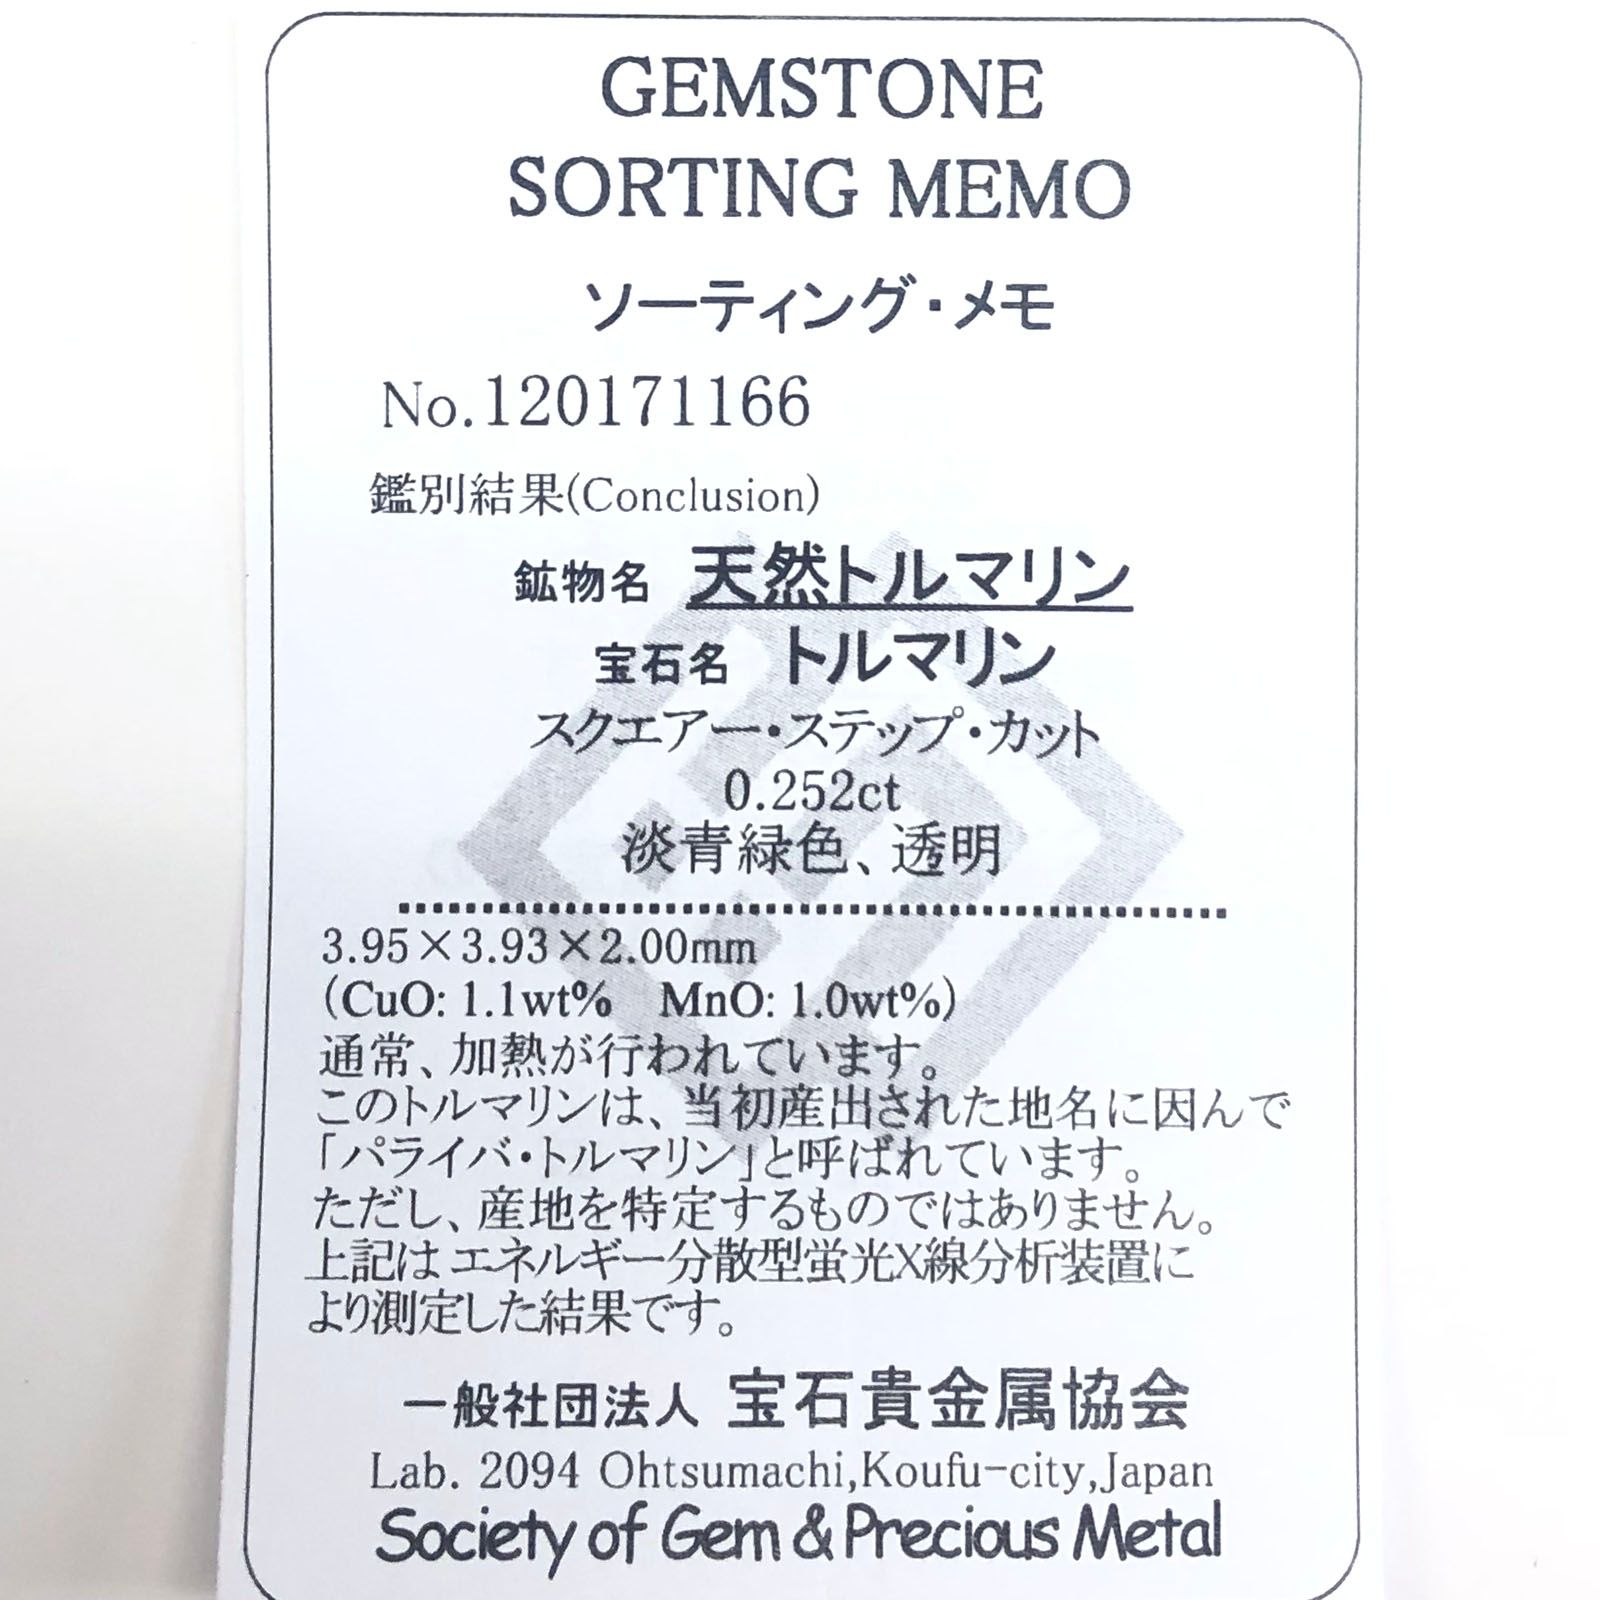 GEMSTONE
SORTING MEMO
ソーティング・メモ
No.120171166
鑑別結果(Conclusion)
鉱物名 天然トルマリン
宝石名 トルマリン
スクエアー・ステップ・カット
0.252ct
淡青緑色、透明
3.95×3.93×2.00mm
(CuO: 1.1wt% MnO: 1.0wt%)
通常、加熱が行われています。
このトルマリンは、当初産出された地名に因んで
「パライバ・トルマリン」と呼ばれています。
ただし、産地を特定するものではありません。
上記はエネルギー分散型蛍光X線分析装置に
より測定した結果です。
一般社団法人 宝石貴金属協会
Lab. 2094 Ohtsumachi,Koufu-city,Japan
Society of Gem & Precious Metal